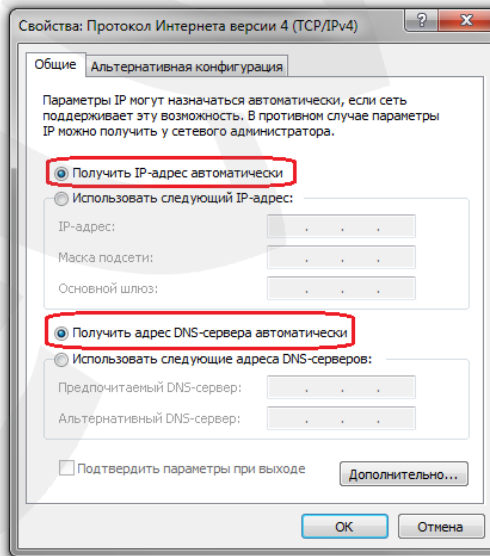 Свойства: Протокол Интернета версии 4 (TCP/IPv4)
Общие
Альтернативная конфигурация
Параметры IP могут назначаться автоматически, если сеть
поддерживает эту возможность. В противном случае параметры
IP можно получить у сетевого администратора.
Получить IP-адрес автоматически
Использовать следующий IP-адрес:
IP-адрес:
Маска подсети:
Основной шлюз:
Получить адрес DNS-сервера автоматически
Использовать следующие адреса DNS-серверов:
Предпочитаемый DNS-сервер:
Альтернативный DNS-сервер:
Подтвердить параметры при выходе
Дополнительно...
ОК
Отмена